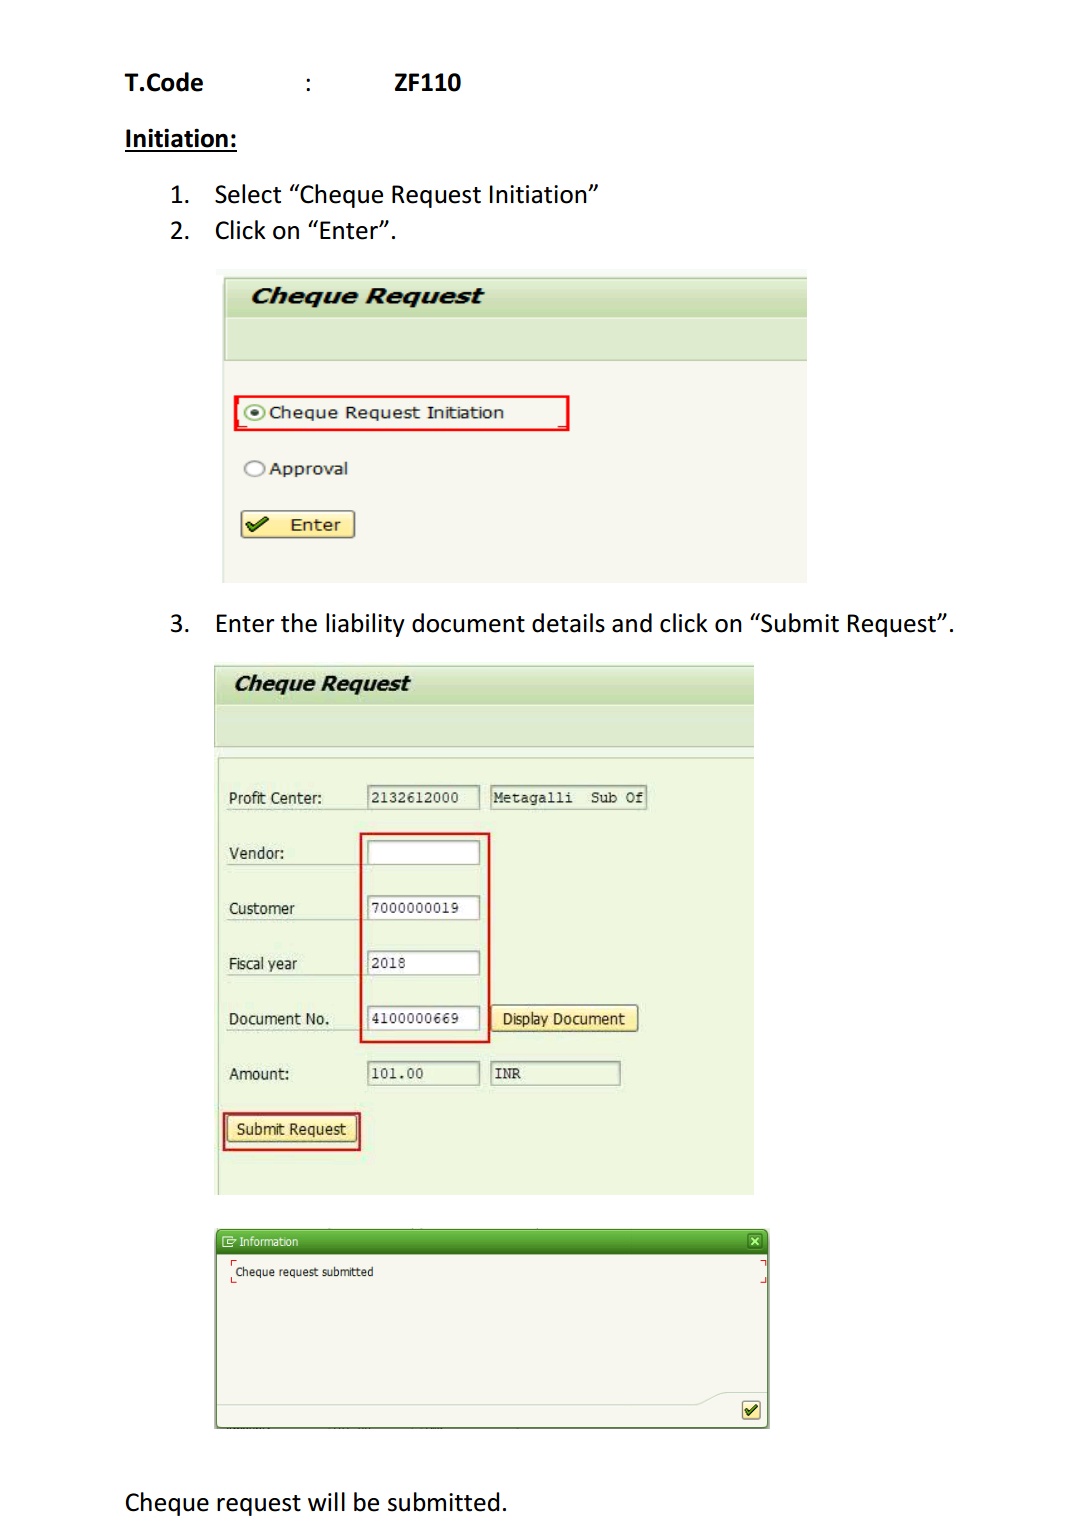 T.Code : ZF110
Initiation:
1. Select “Cheque Request Initiation”
2. Click on “Enter”.
Cheque Request
Cheque Request Initiation
Approval
Enter
3. Enter the liability document details and click on “Submit Request”.
Cheque Request
Profit Center: 2132612000 Metagalli Sub Of
Vendor:
Customer 7000000019
Fiscal year 2018
Document No. 4100000669 Display Document
Amount: 101.00 INR
Submit Request
Information
Cheque request submitted
Cheque request will be submitted.